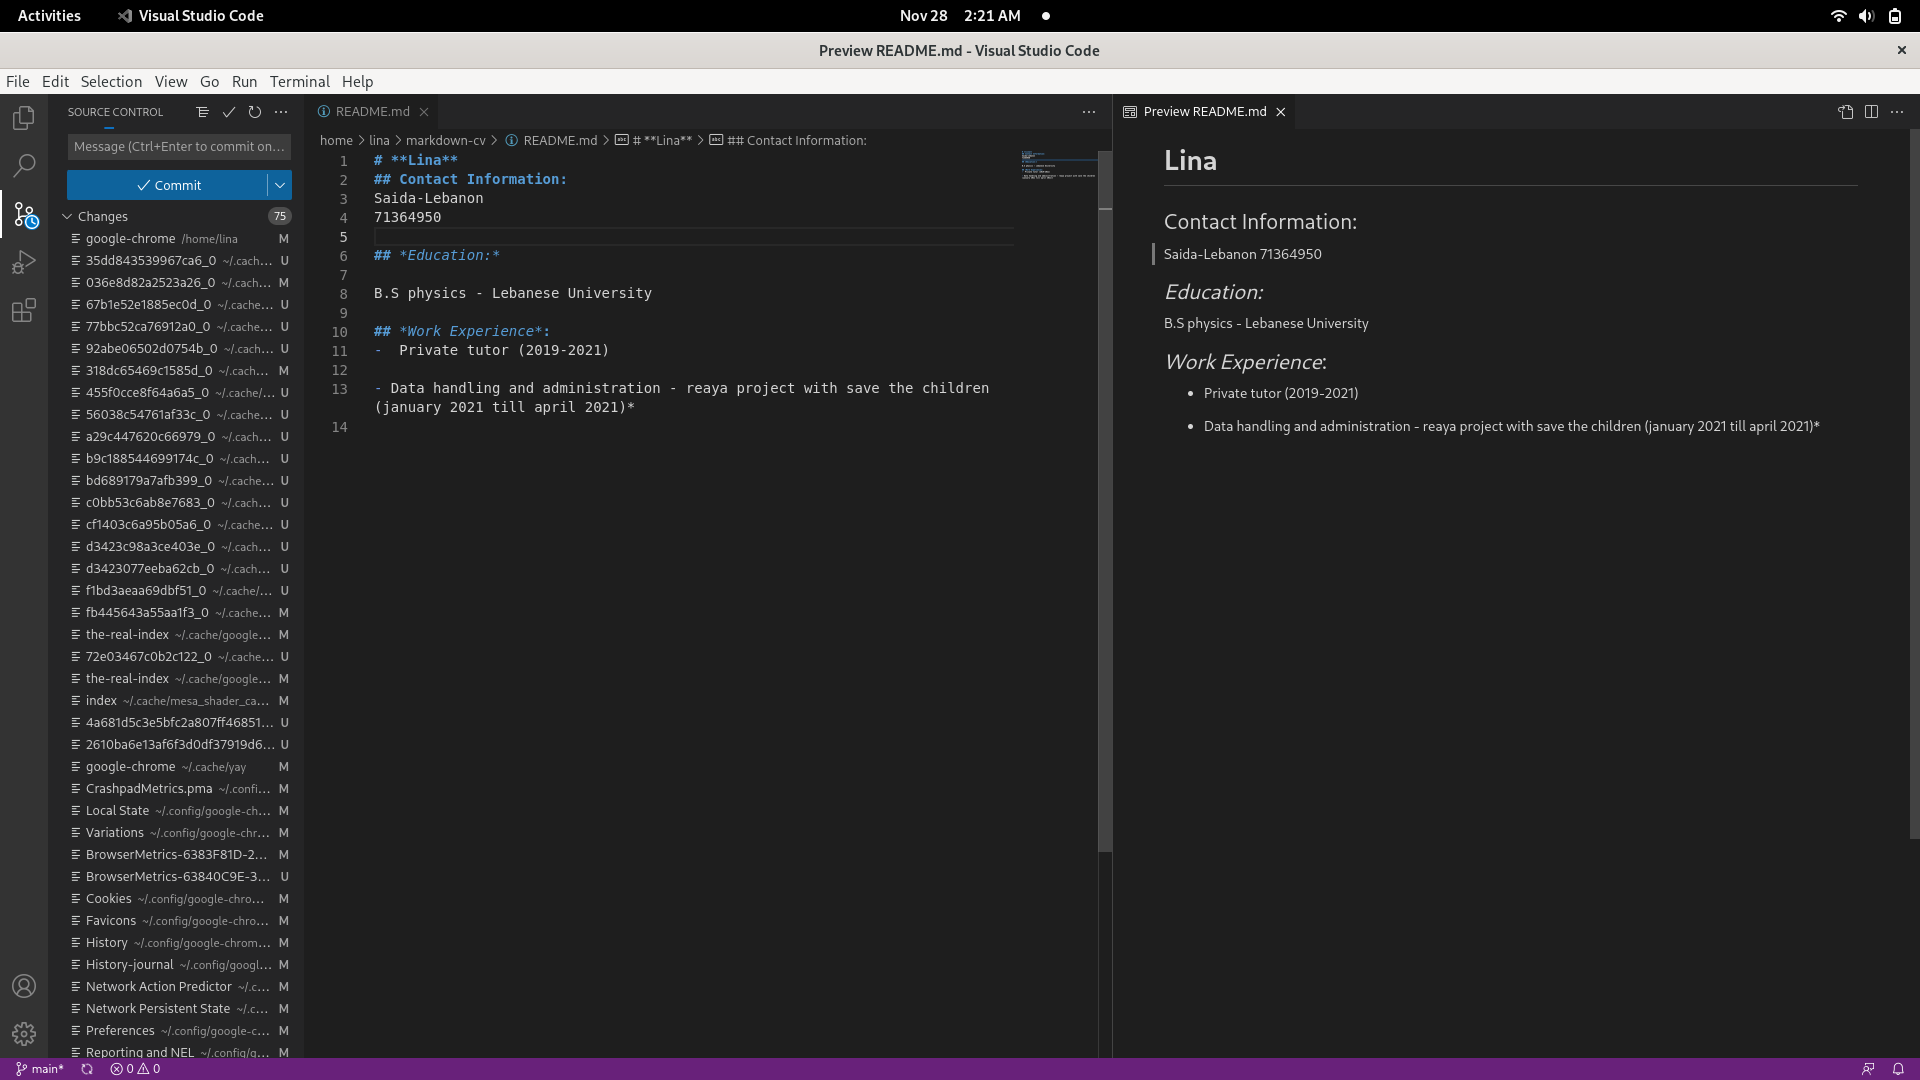 Activities Visual Studio Code Nov 28 2:21 AM
Preview README.md - Visual Studio Code
File Edit Selection View Go Run Terminal Help
SOURCE CONTROL
Message (Ctrl+Enter to commit on...
Commit
Changes 75
google-chrome /home/lina M
35dd843539967ca6_0 ~/.cach... U
036e8d82a2523a26_0 ~/.cach... M
67b1e52e1885ec0d_0 ~/.cache... U
77bbc52ca76912a0_0 ~/.cache... U
92abe06502d0754b_0 ~/.cach... U
318dc65469c1585d_0 ~/.cach... M
455f0cce8f64a6a5_0 ~/.cache/... U
56038c54761af33c_0 ~/.cach... U
a29c447620c66979_0 ~/.cach... U
b9c188544699174c_0 ~/.cach... U
bd689179a7afb399_0 ~/.cache... U
c0bb53c6ab8e7683_0 ~/.cach... U
cf1403c6a95b05a6_0 ~/.cache... U
d3423c98a3ce403e_0 ~/.cach... U
d3423077eeba62cb_0 ~/.cach... U
f1bd3aeaa69dbf51_0 ~/.cache/... U
fb445643a55aa1f3_0 ~/.cache... M
the-real-index ~/.cache/google... M
72e03467c0b2c122_0 ~/.cache... U
the-real-index ~/.cache/google... M
index ~/.cache/mesa_shader_ca... M
4a681d5c3e5bfc2a807ff46851... U
2610ba6e13af6f3d0df37919d6... U
google-chrome ~/.cache/yay M
CrashpadMetrics.pma ~/.confi... M
Local State ~/.config/google-ch... M
Variations ~/.config/google-chr... M
BrowserMetrics-6383F81D-2... M
BrowserMetrics-63840C9E-3... U
Cookies ~/.config/google-chro... M
Favicons ~/.config/google-chro... M
History ~/.config/google-chrom... M
History-journal ~/.config/googl... M
Network Action Predictor ~/.c... M
Network Persistent State ~/.c... M
Preferences ~/.config/google-c... M
Reporting and NEL ~/.config/g... M
README.md
home > lina > markdown-cv > README.md > # **Lina** > ## Contact Information:
1 # **Lina**
2 ## Contact Information:
3 Saida-Lebanon
4 71364950
5
6 ## *Education:*
7
8 B.S physics - Lebanese University
9
10 ## *Work Experience*:
11 -  Private tutor (2019-2021)
12
13 - Data handling and administration - reaya project with save the children
(january 2021 till april 2021)*
14
Preview README.md
Lina
Contact Information:
Saida-Lebanon 71364950
Education:
B.S physics - Lebanese University
Work Experience:
• Private tutor (2019-2021)
• Data handling and administration - reaya project with save the children (january 2021 till april 2021)*
main* 0 0